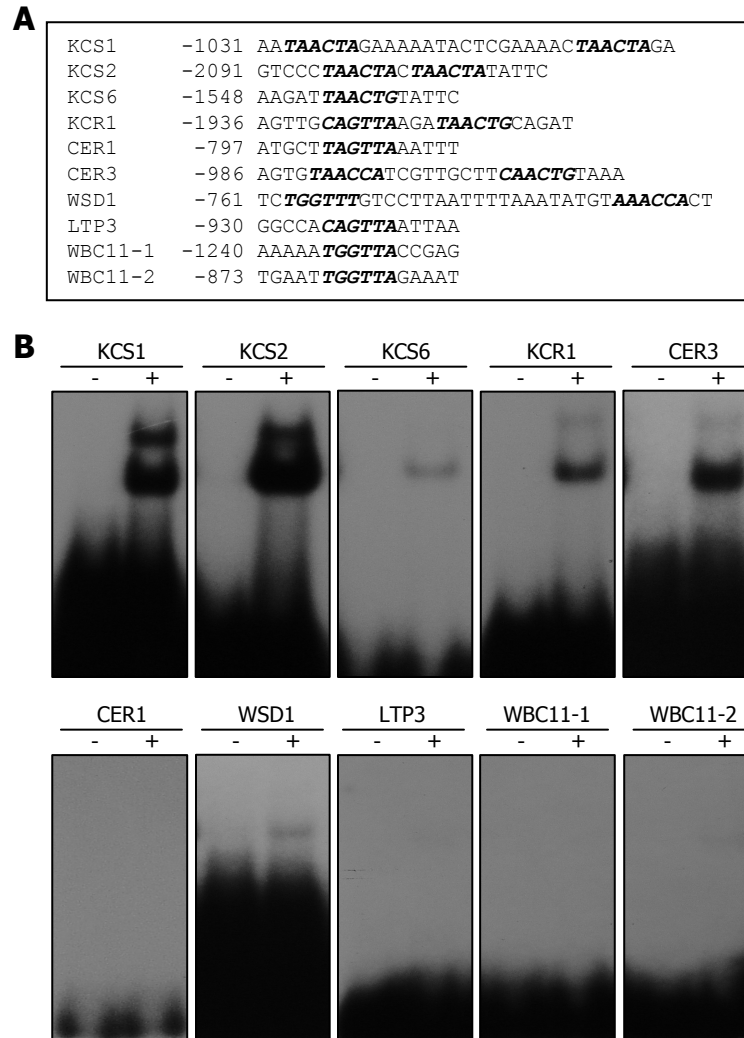 A
KCS1 -1031 AATAACTAGAAAAATACTCGAAAACTAACTAGA
KCS2 -2091 GTCCCTAACTACTAACTATATTC
KCS6 -1548 AAGATTAACTGTATTC
KCR1 -1936 AGTTGCAGTTAAGATAACTGCAGAT
CER1 -797 ATGCTTAGTTAAATTT
CER3 -986 AGTGTAACCATCGTTGCTTCAACTGTAAA
WSD1 -761 TCTGGTTTGTCCTTAATTTTAAATATGTAAACCACT
LTP3 -930 GGCCACAGTTAATTAA
WBC11-1 -1240 AAAAATGGTTACCGAG
WBC11-2 -873 TGAATTGGTTAGAAAT
B
KCS1 KCS2 KCS6 KCR1 CER3
- + - + - + - + - +
CER1 WSD1 LTP3 WBC11-1 WBC11-2
- + - + - + - + - +